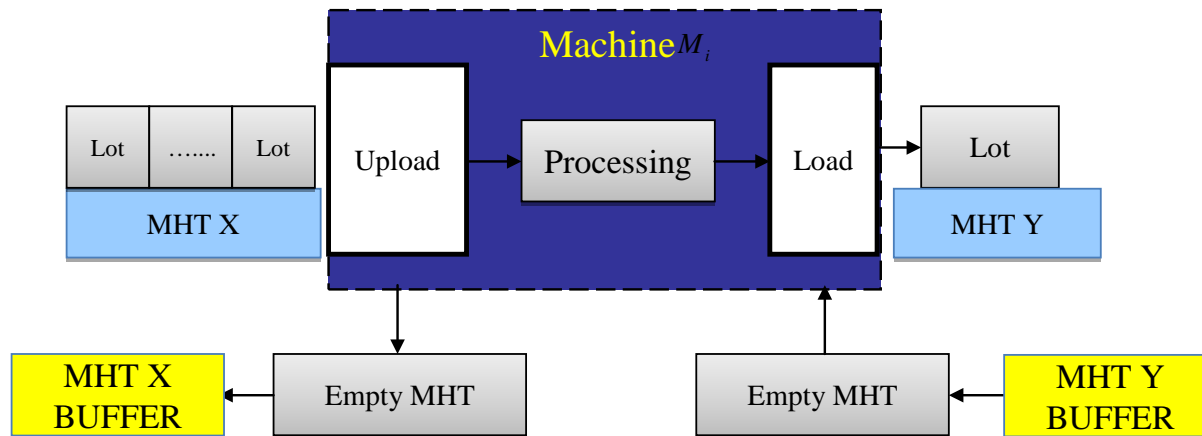 Machine M_i
Lot
…....
Lot
Upload
Processing
Load
Lot
MHT X
MHT Y
MHT X
BUFFER
Empty MHT
Empty MHT
MHT Y
BUFFER